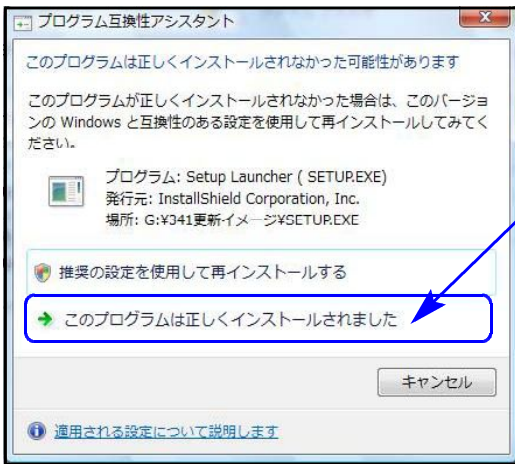 プログラム互換性アシスタント
このプログラムは正しくインストールされなかった可能性があります
このプログラムが正しくインストールされなかった場合は、このバージョ
ンの Windows と互換性のある設定を使用して再インストールしてみてく
ださい。
プログラム: Setup Launcher ( SETUP.EXE)
発行元: InstallShield Corporation, Inc.
場所: G:¥341更新イメージ¥SETUP.EXE
推奨の設定を使用して再インストールする
このプログラムは正しくインストールされました
キャンセル
適用される設定について説明します